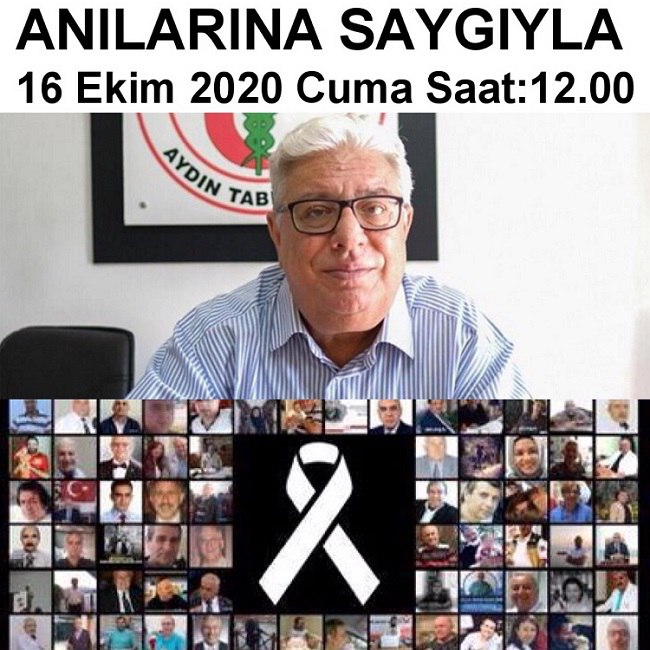 ANILARINA SAYGIYLA
16 Ekim 2020 Cuma Saat:12.00
AYDIN TAB